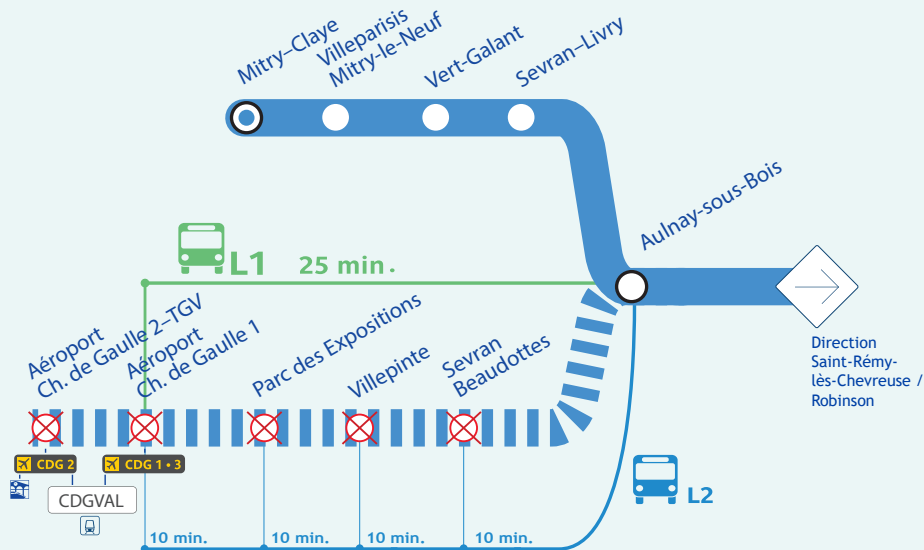 Mitry–Claye
Villeparisis
Mitry-le-Neuf
Vert-Galant
Sevran–Livry
Aulnay-sous-Bois
L1
25 min.
Aéroport
Ch. de Gaulle 2–TGV
Aéroport
Ch. de Gaulle 1
Parc des Expositions
Villepinte
Sevran
Beaudottes
Direction
Saint-Rémy-
lès-Chevreuse /
Robinson
CDG 2
CDG 1 • 3
CDGVAL
L2
10 min.
10 min.
10 min.
10 min.